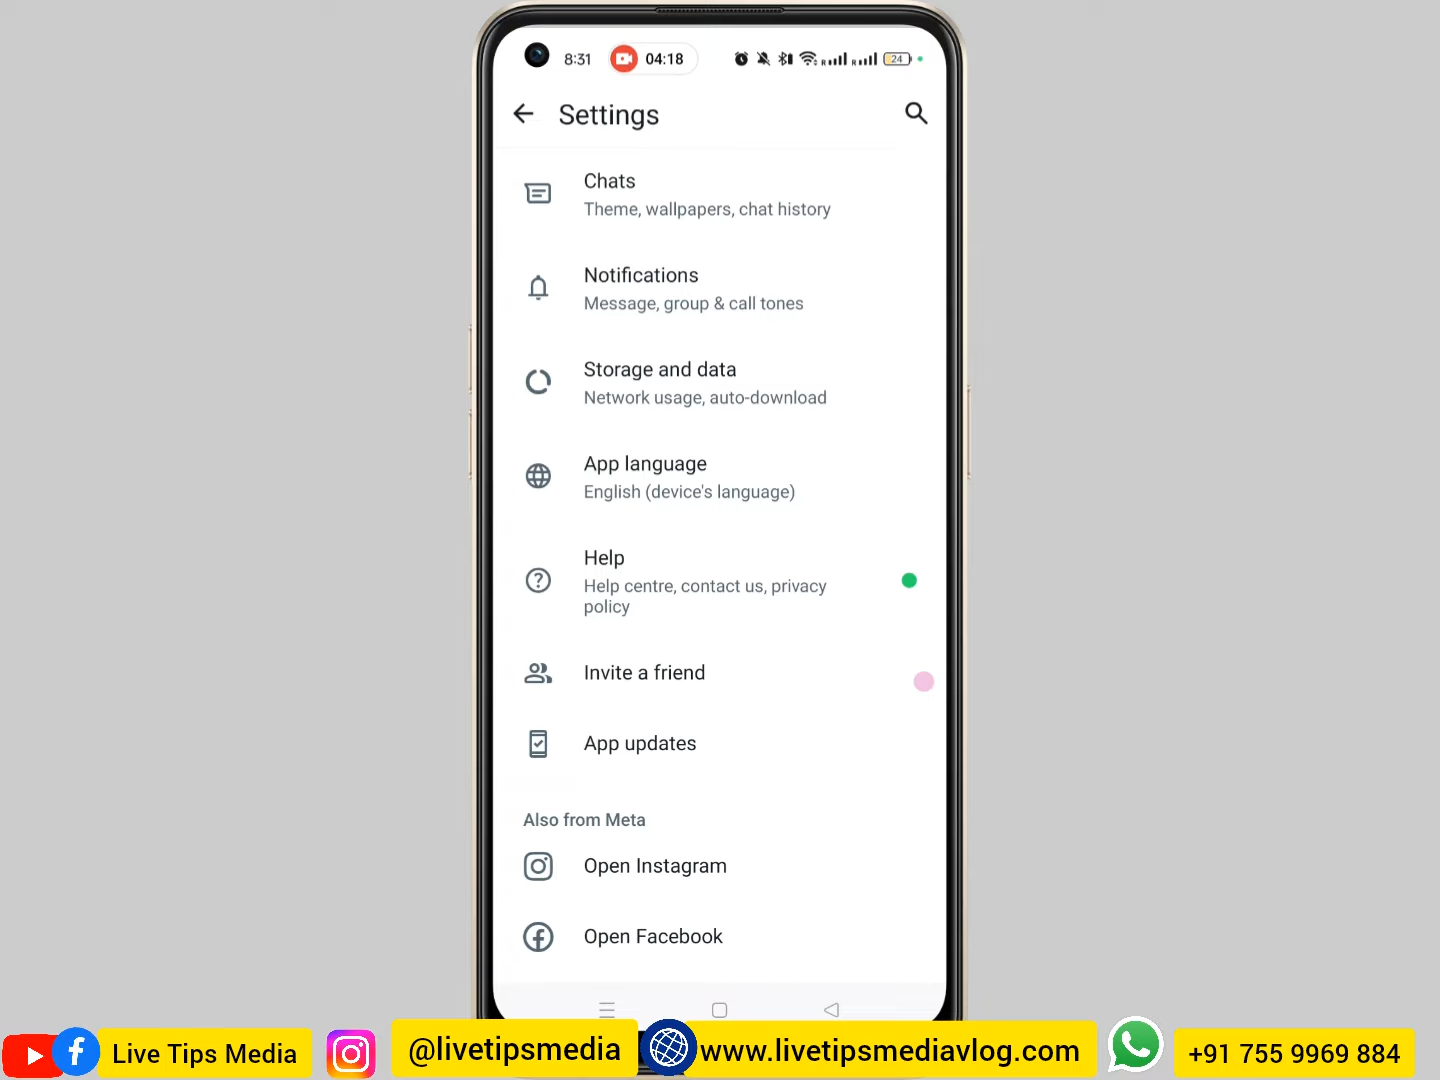 8:31
04:18
24
Settings
Chats
Theme, wallpapers, chat history
Notifications
Message, group & call tones
Storage and data
Network usage, auto-download
App language
English (device's language)
Help
Help centre, contact us, privacy
policy
Invite a friend
App updates
Also from Meta
Open Instagram
Open Facebook
Live Tips Media
@livetipsmedia
www.livetipsmediavlog.com
+91 755 9969 884